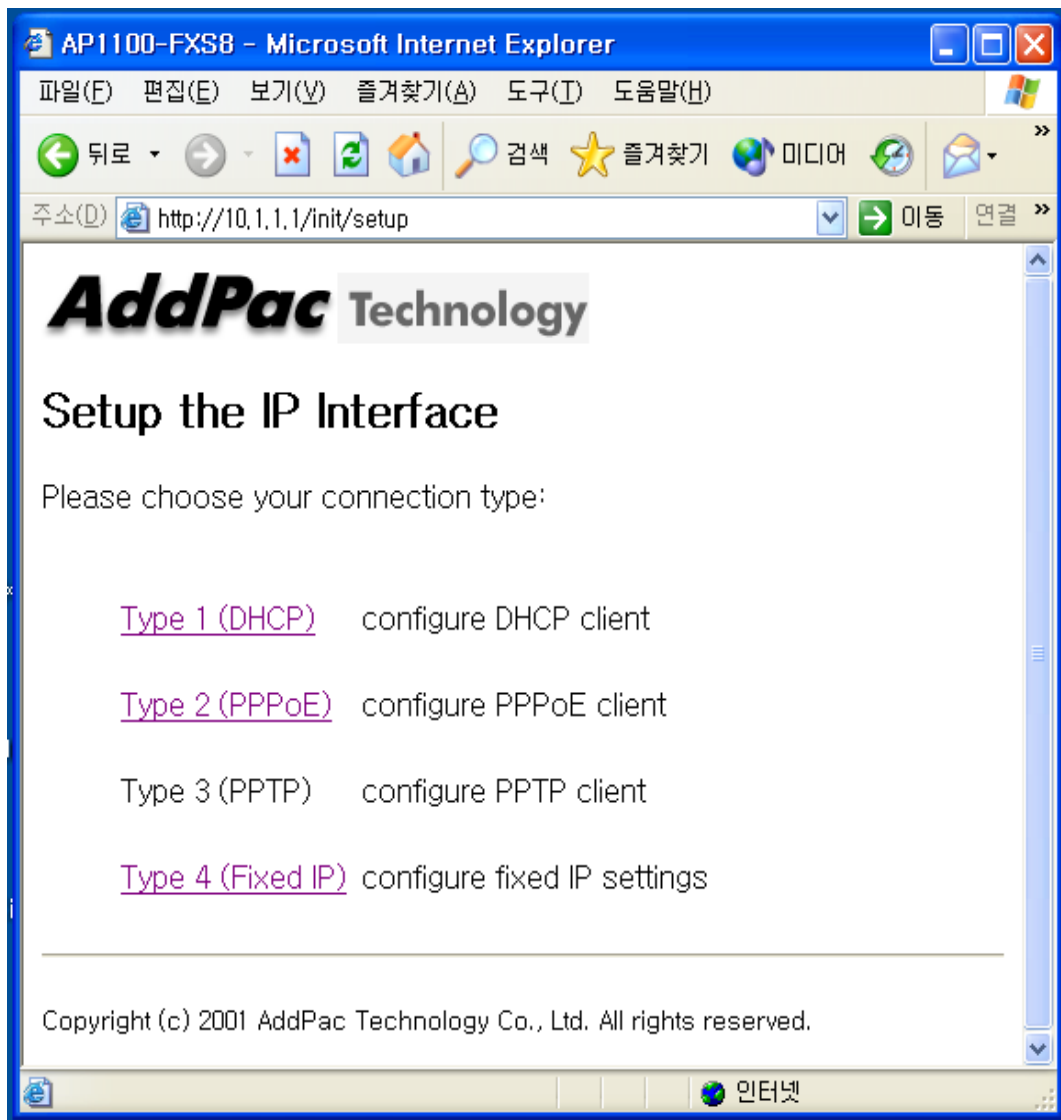 AP1100-FXS8 - Microsoft Internet Explorer
파일(F) 편집(E) 보기(V) 즐겨찾기(A) 도구(T) 도움말(H)
뒤로 검색 즐겨찾기 미디어 »
주소(D) http://10,1,1,1/init/setup 이동 연결 »
AddPac Technology
Setup the IP Interface
Please choose your connection type:
Type 1 (DHCP) configure DHCP client
Type 2 (PPPoE) configure PPPoE client
Type 3 (PPTP) configure PPTP client
Type 4 (Fixed IP) configure fixed IP settings
Copyright (c) 2001 AddPac Technology Co., Ltd. All rights reserved.
인터넷